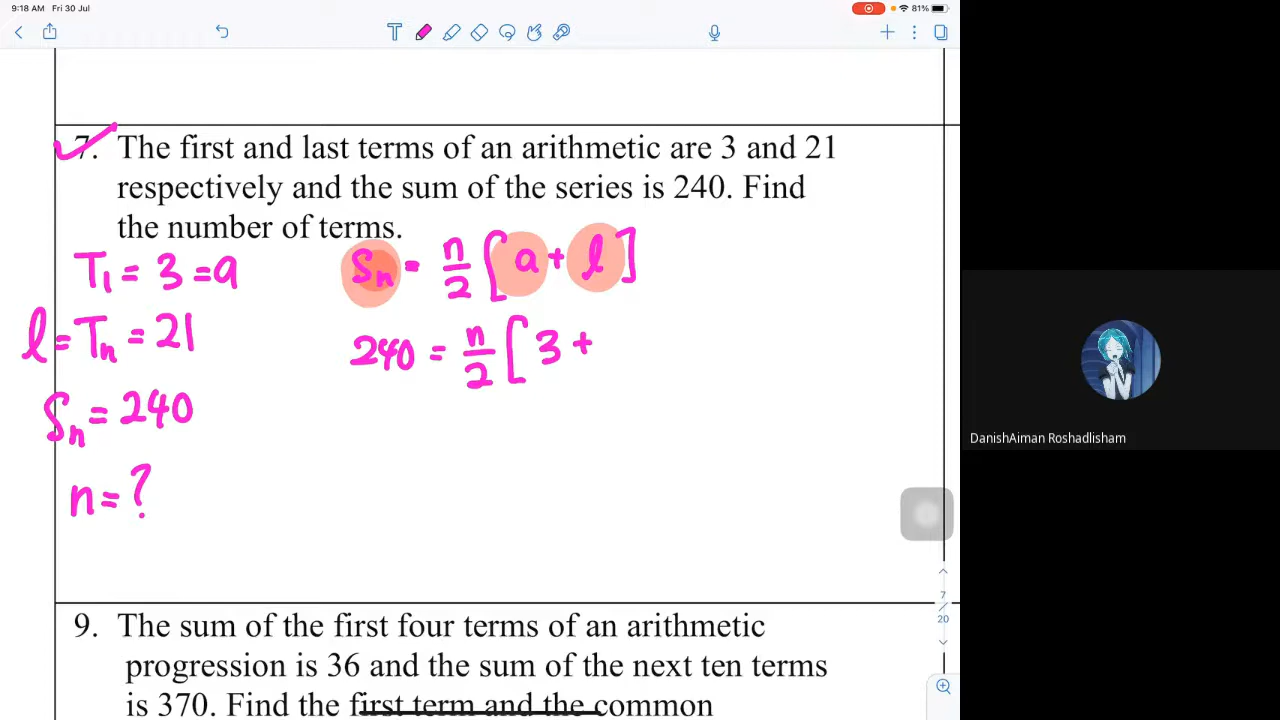 9:18 AM Fri 30 Jul
81%
7. The first and last terms of an arithmetic are 3 and 21
respectively and the sum of the series is 240. Find
the number of terms.
T₁ = 3 = a
l = Tₙ = 21
Sₙ = 240
n = ?
Sₙ = n/2 [a + l]
240 = n/2 [3 +
9. The sum of the first four terms of an arithmetic
progression is 36 and the sum of the next ten terms
is 370. Find the first term and the common
7
/
20
DanishAiman Roshadlisham